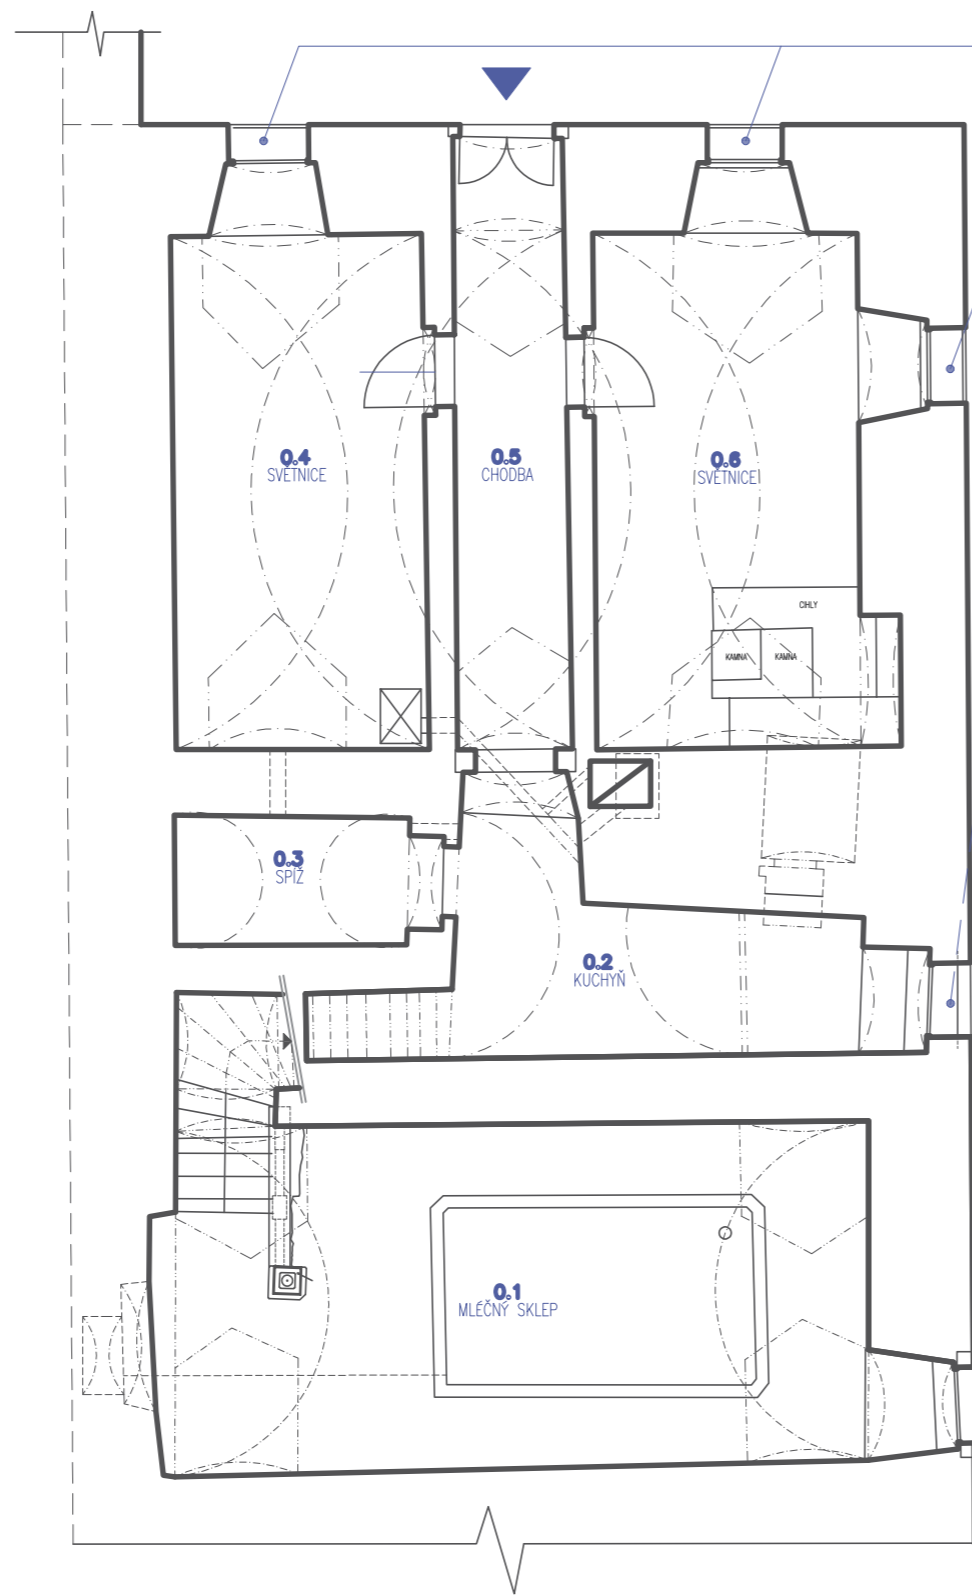 0.4
SVĚTNICE
0.5
CHODBA
0.6
SVĚTNICE
CIHLY
KAMNA
KAMNA
0.3
SPÍŽ
0.2
KUCHYŇ
0.1
MLÉČNÝ SKLEP